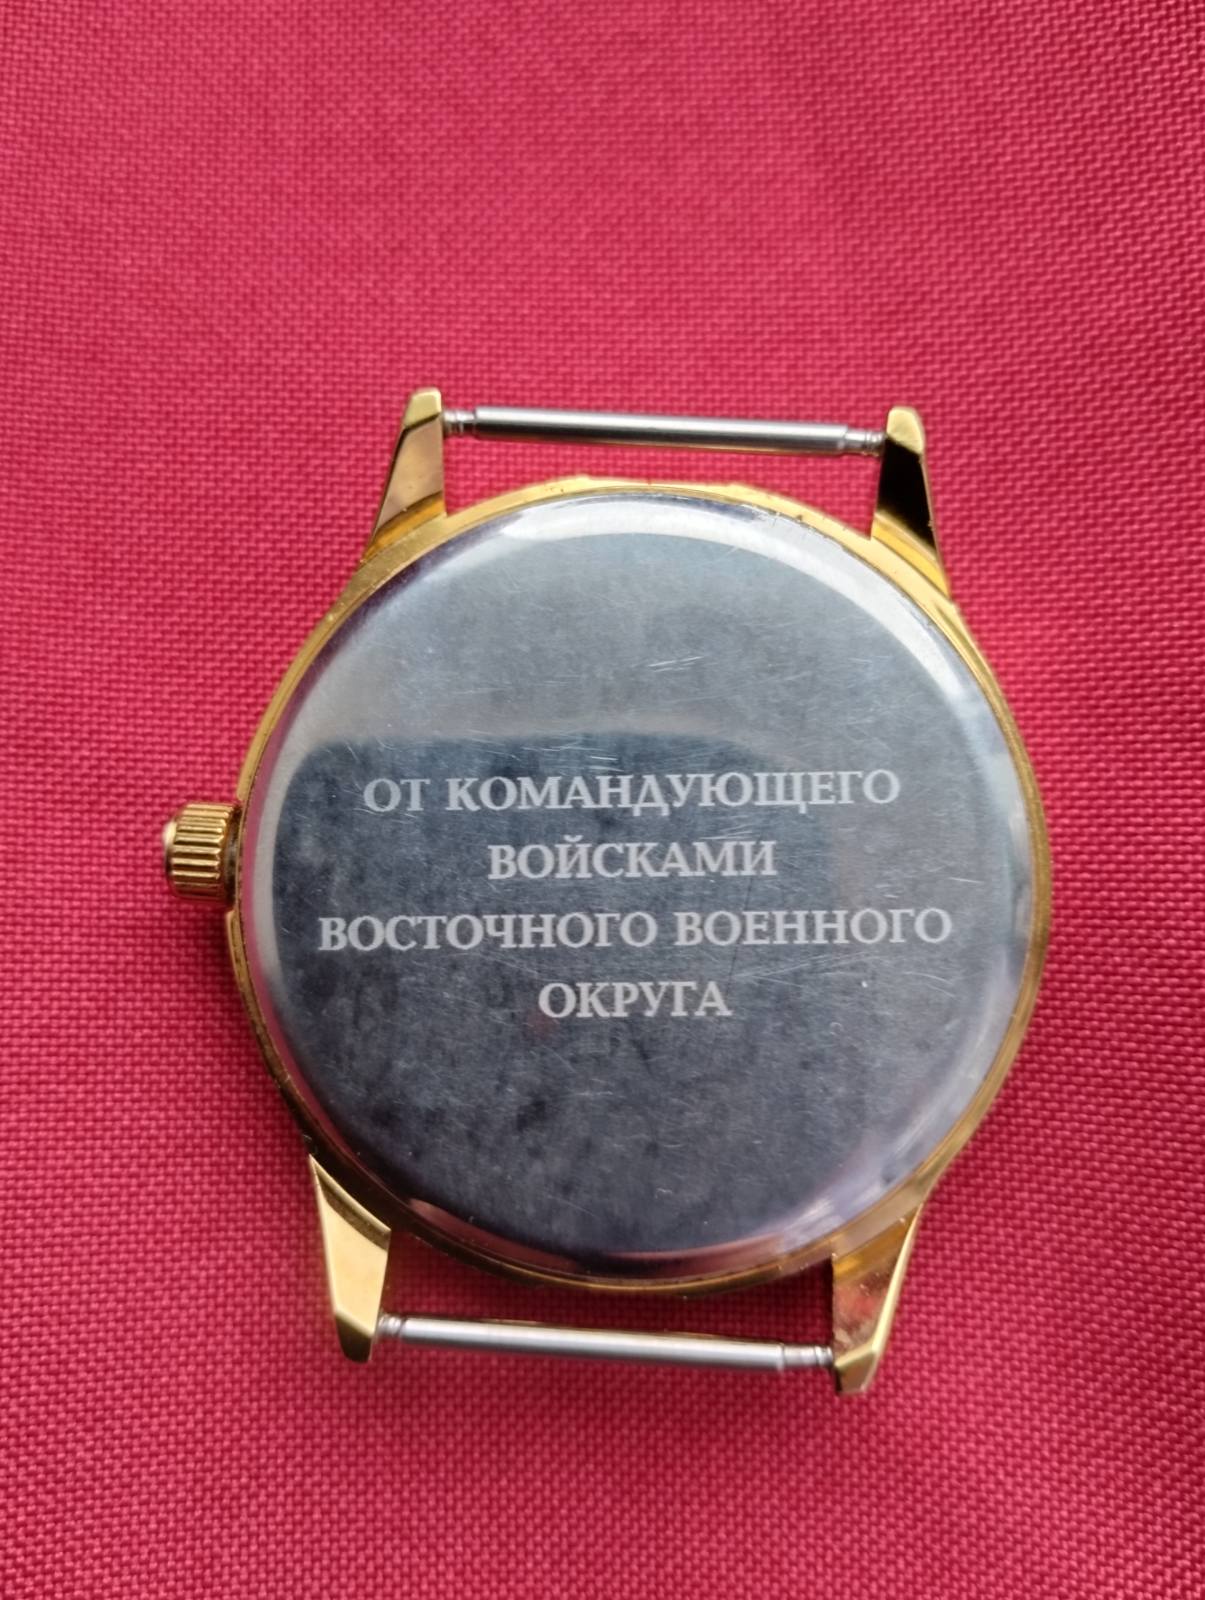 ОТ КОМАНДУЮЩЕГО
ВОЙСКАМИ
ВОСТОЧНОГО ВОЕННОГО
ОКРУГА